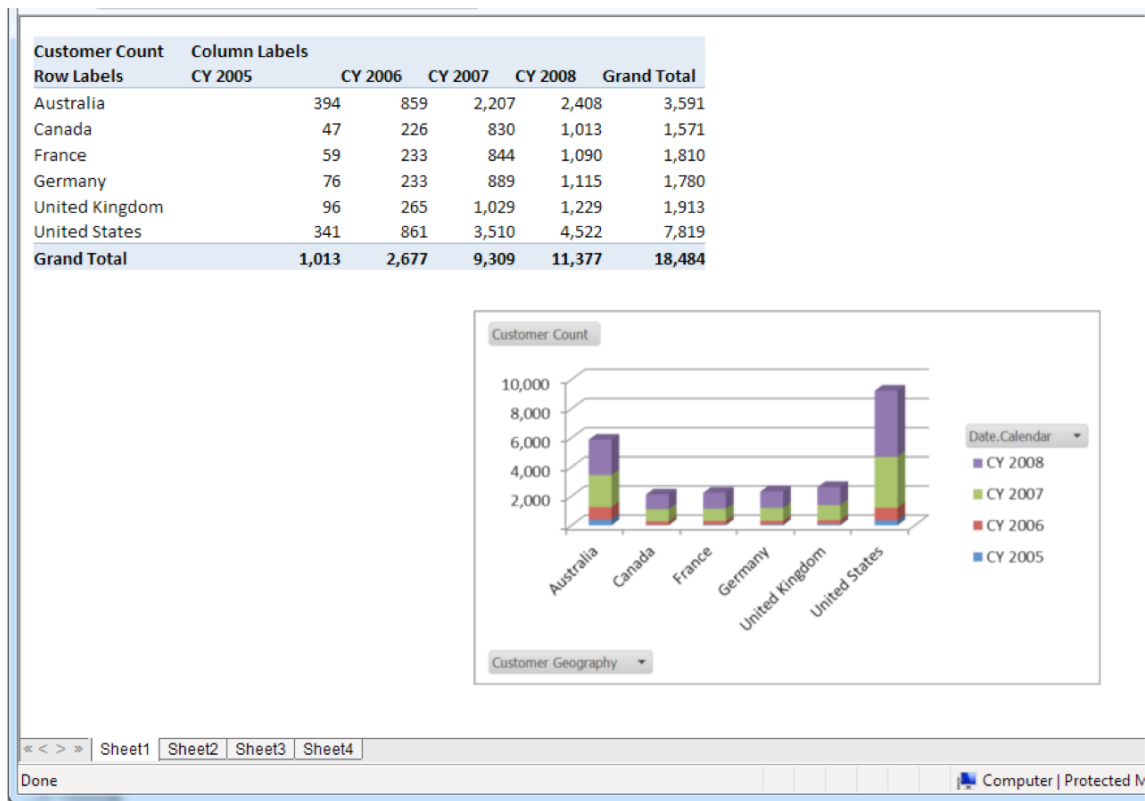 Customer Count Column Labels
Row Labels CY 2005 CY 2006 CY 2007 CY 2008 Grand Total
Australia 394 859 2,207 2,408 3,591
Canada 47 226 830 1,013 1,571
France 59 233 844 1,090 1,810
Germany 76 233 889 1,115 1,780
United Kingdom 96 265 1,029 1,229 1,913
United States 341 861 3,510 4,522 7,819
Grand Total 1,013 2,677 9,309 11,377 18,484
Customer Count
10,000
8,000
6,000
4,000
2,000
-
Australia Canada France Germany United Kingdom United States
Date.Calendar
CY 2008
CY 2007
CY 2006
CY 2005
Customer Geography
« < > » Sheet1 Sheet2 Sheet3 Sheet4
Done Computer | Protected M